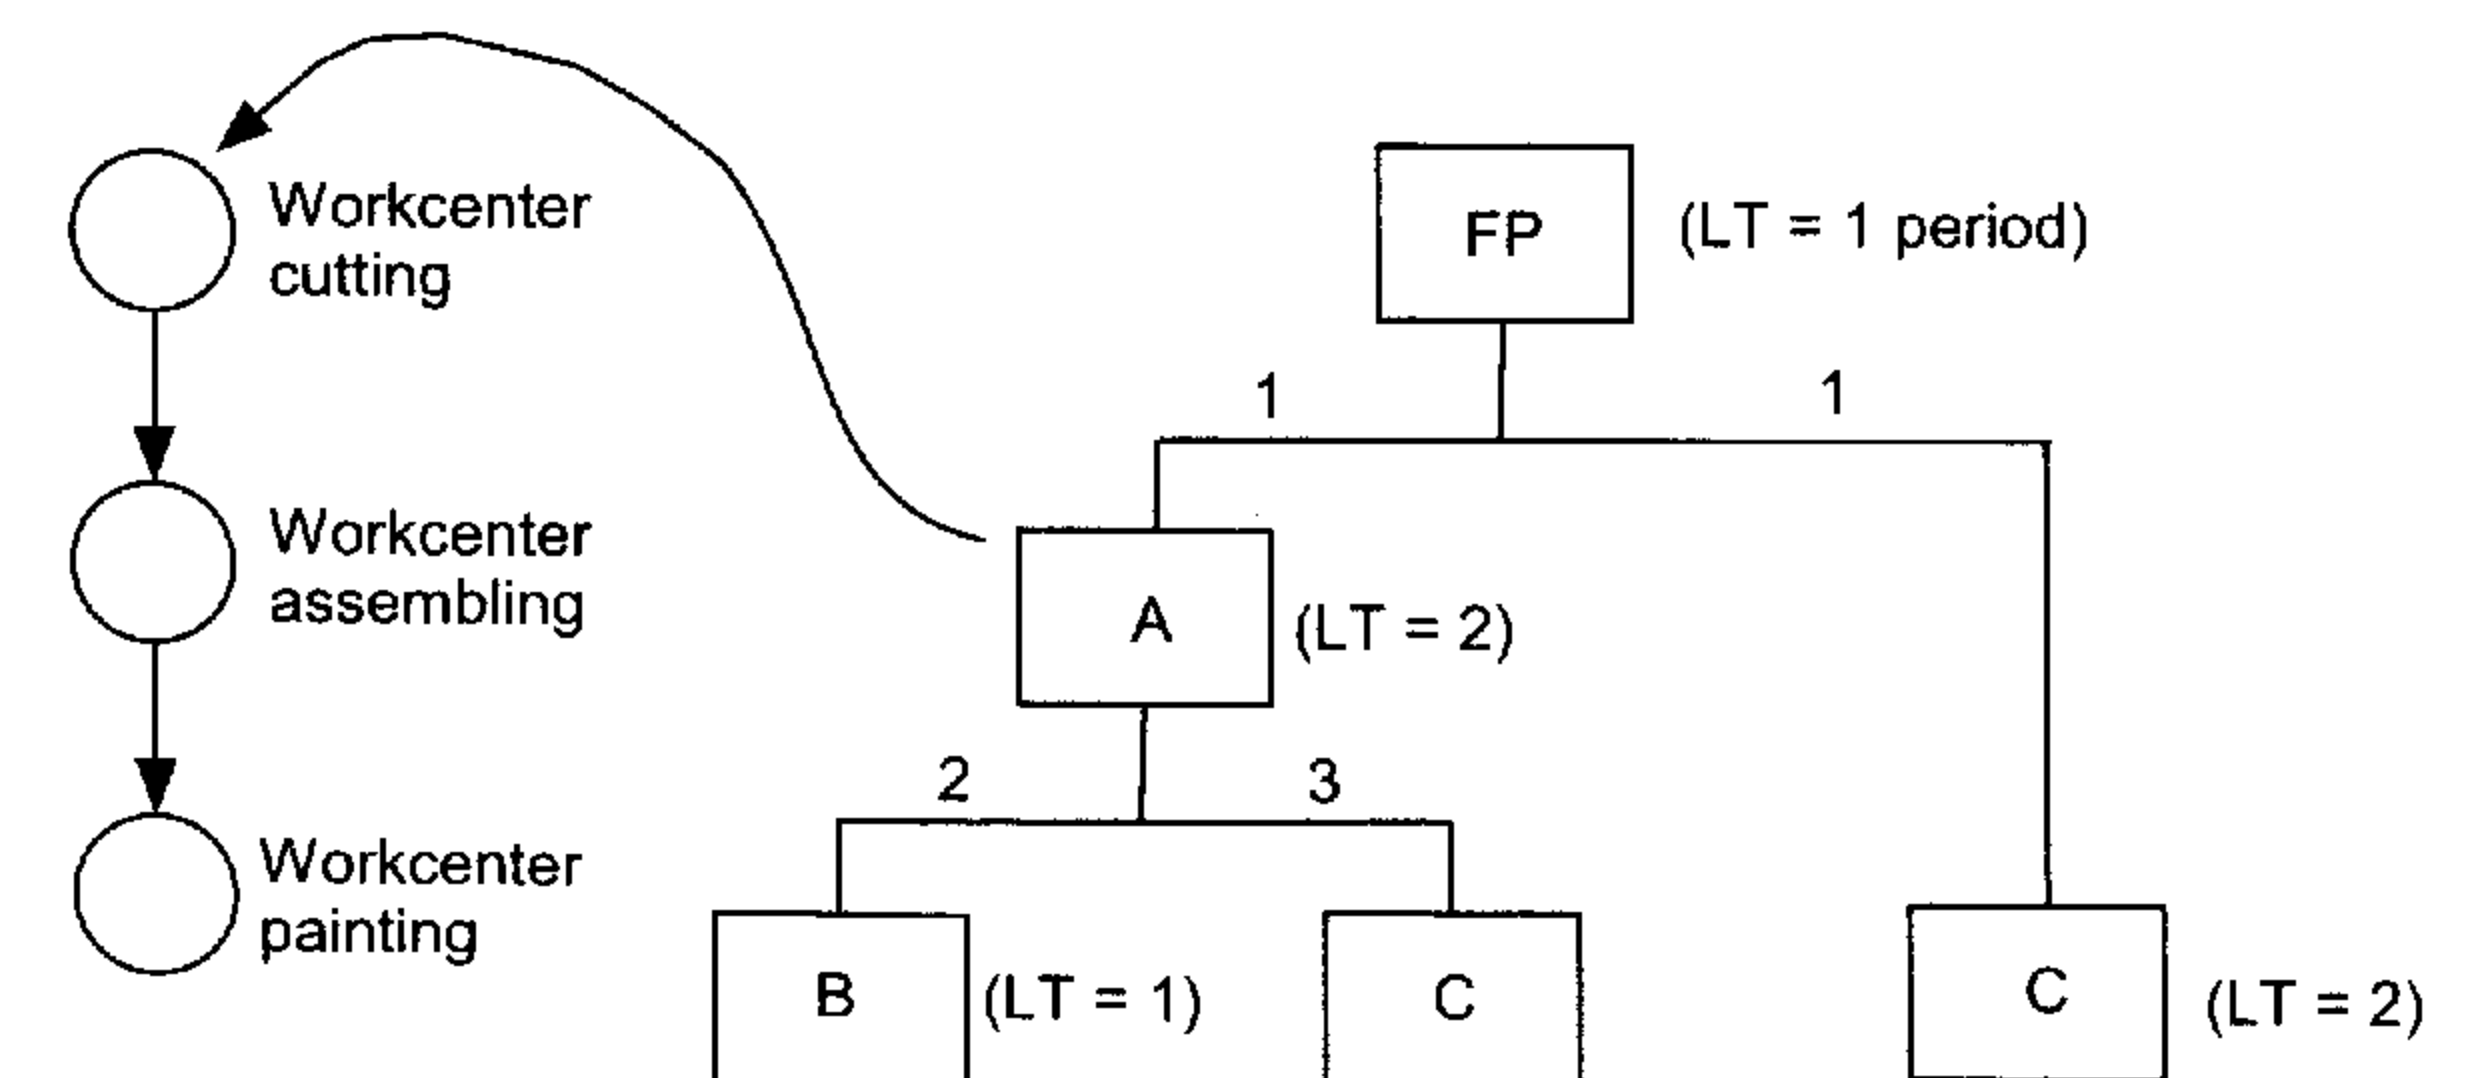 Workcenter
cutting
FP
(LT = 1 period)
1
1
Workcenter
assembling
A
(LT = 2)
2
3
Workcenter
painting
B
(LT = 1)
C
C
(LT = 2)